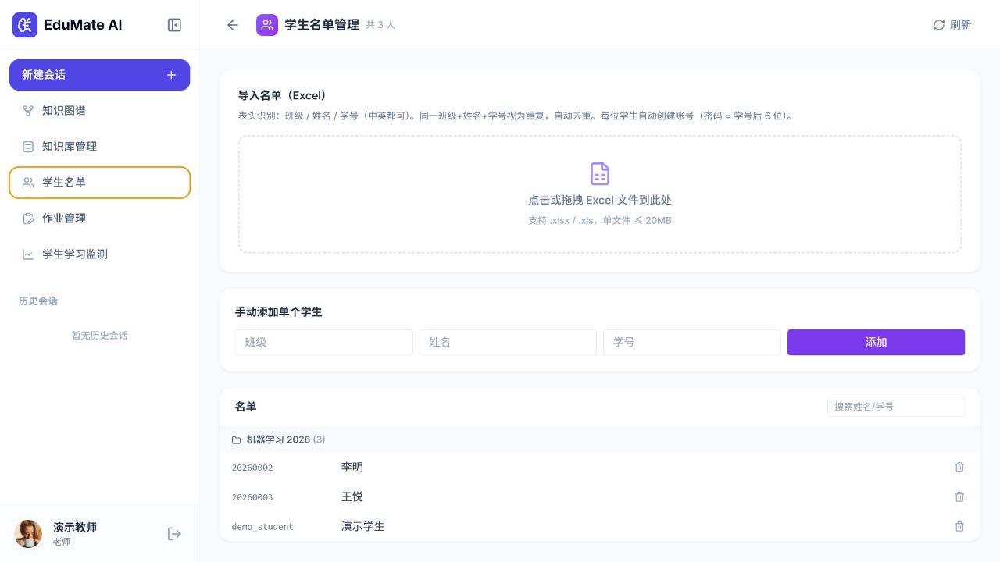 EduMate AI
新建会话
知识图谱
知识库管理
学生名单
作业管理
学生学习监测
历史会话
暂无历史会话
演示教师
老师
学生名单管理 共 3 人
刷新
导入名单（Excel）
表头识别：班级 / 姓名 / 学号（中英都可）。同一班级+姓名+学号视为重复，自动去重。每位学生自动创建账号（密码 = 学号后 6 位）。
点击或拖拽 Excel 文件到此处
支持 .xlsx / .xls，单文件 ≤ 20MB
手动添加单个学生
班级 姓名 学号 添加
名单 搜索姓名/学号
机器学习 2026 (3)
20260002 李明
20260003 王悦
demo_student 演示学生